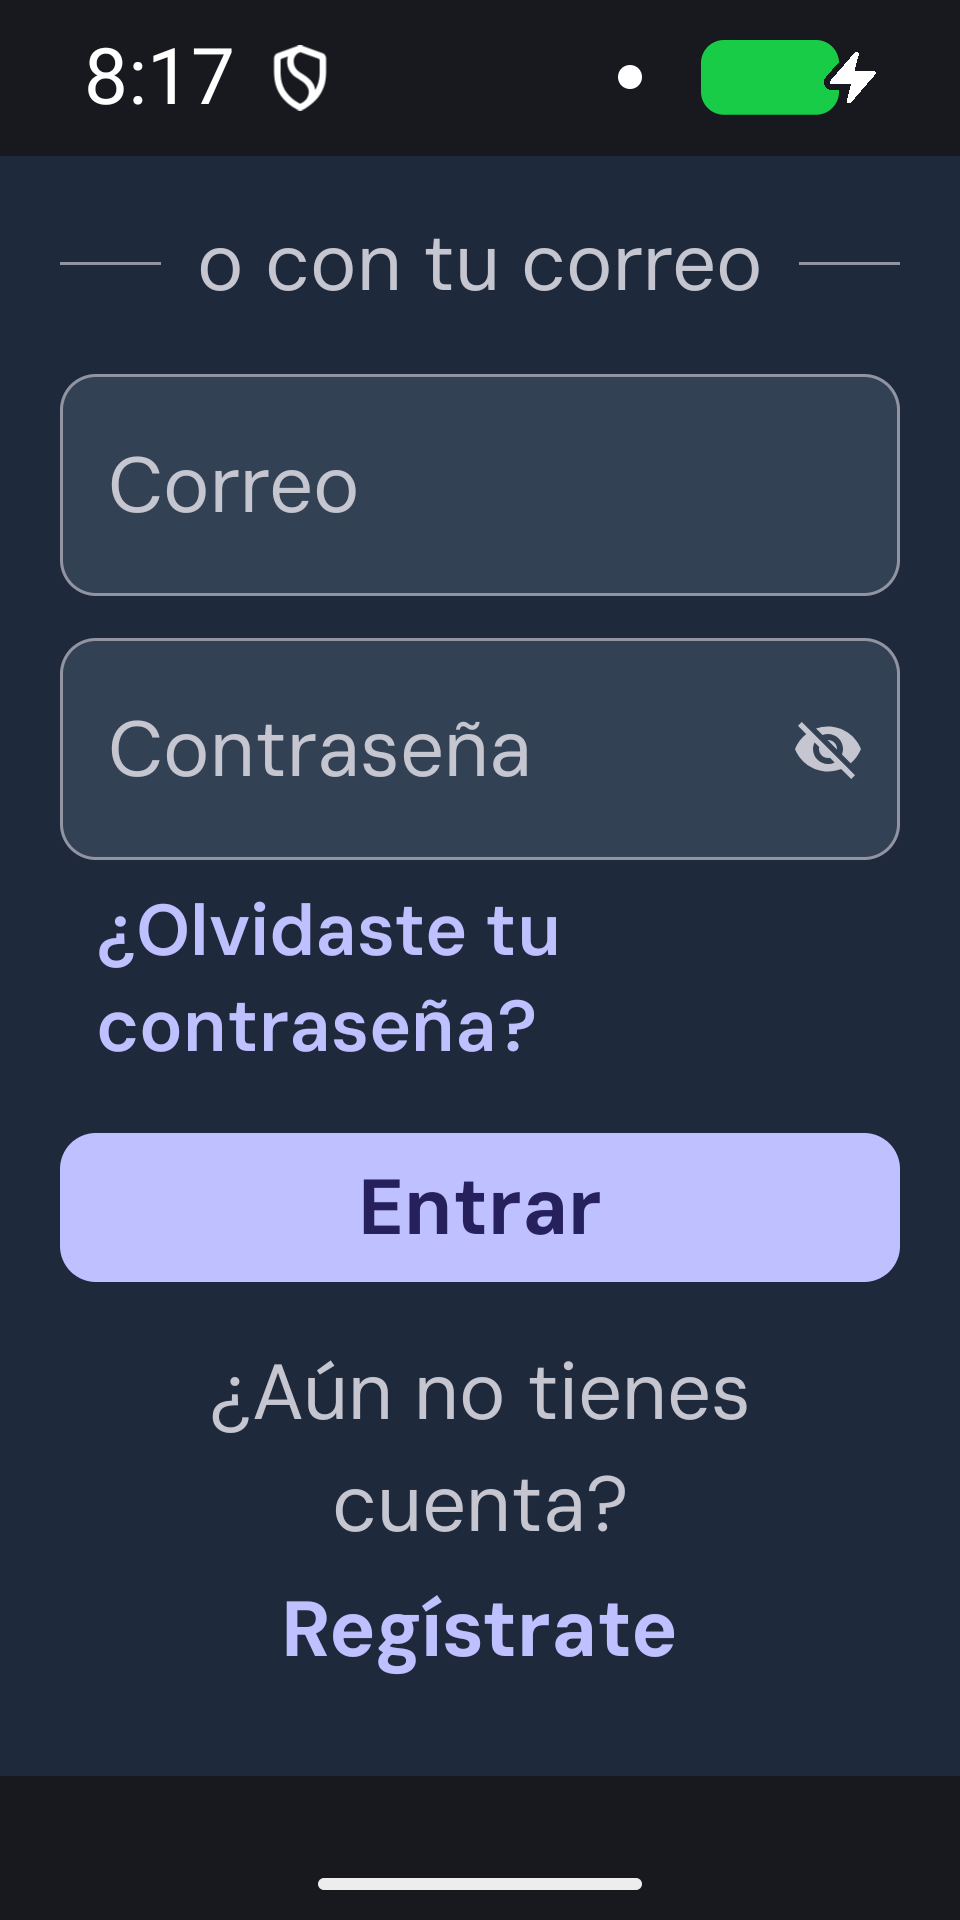 8:17
o con tu correo
Correo
Contraseña
¿Olvidaste tu
contraseña?
Entrar
¿Aún no tienes
cuenta?
Regístrate